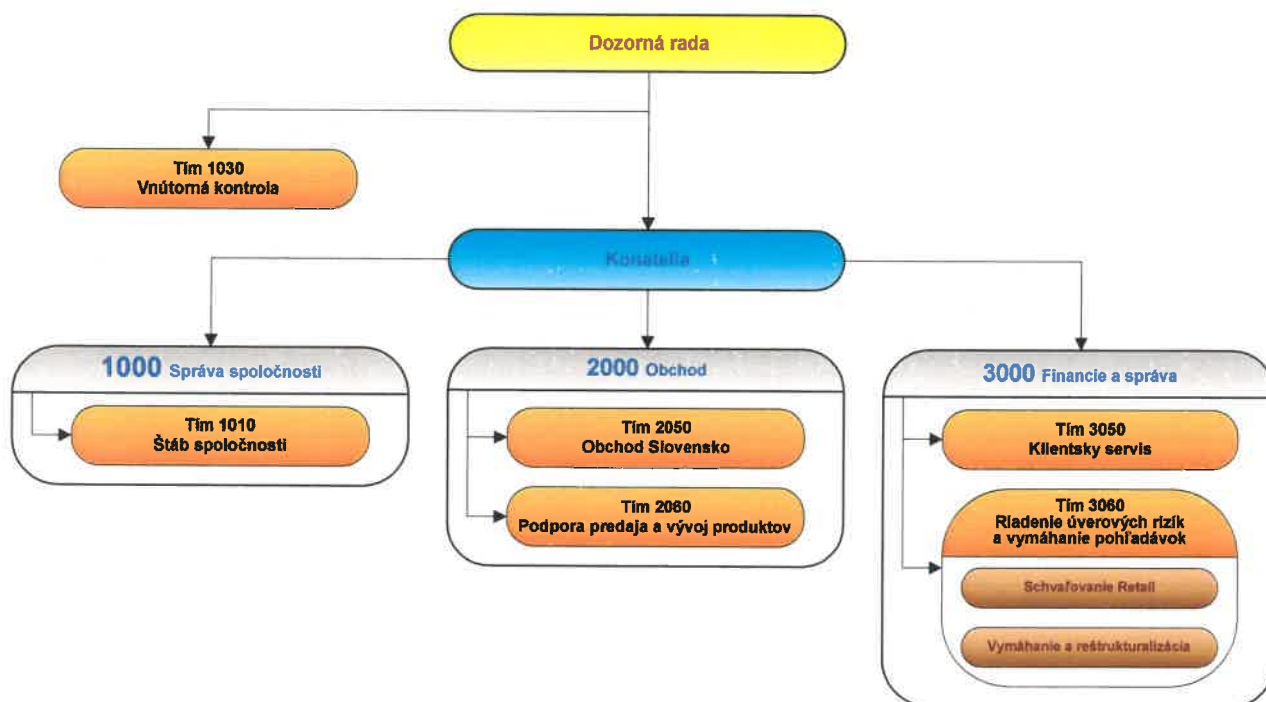 Dozorná rada
Tím 1030
Vnútorná kontrola
Konatelia
1000 Správa spoločnosti
Tím 1010
Štáb spoločnosti
2000 Obchod
Tím 2050
Obchod Slovensko
Tím 2060
Podpora predaja a vývoj produktov
3000 Financie a správa
Tím 3050
Klientsky servis
Tím 3060
Riadenie úverových rizík
a vymáhanie pohľadávok
Schvaľovanie Retail
Vymáhanie a reštrukturalizácia